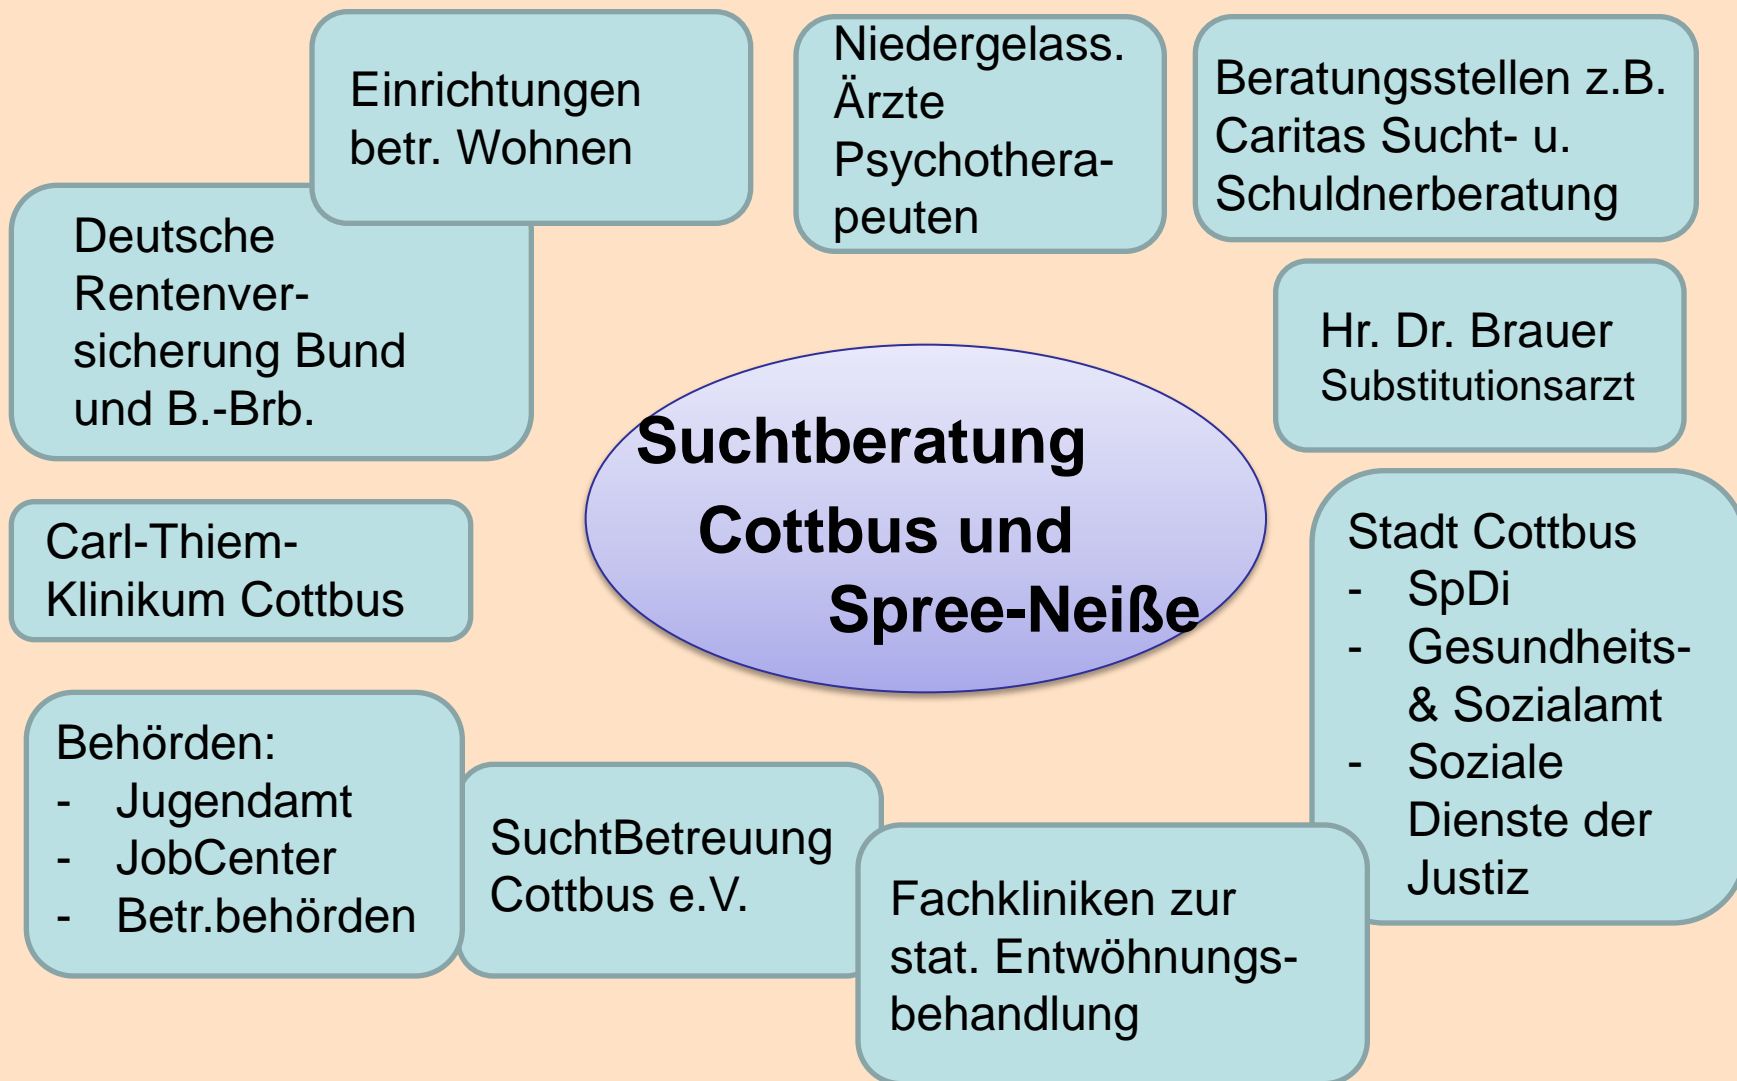 Einrichtungen
betr. Wohnen
Niedergelass.
Ärzte
Psychothera-
peuten
Beratungsstellen z.B.
Caritas Sucht- u.
Schuldnerberatung
Deutsche
Rentenver-
sicherung Bund
und B.-Brb.
Hr. Dr. Brauer
Substitutionsarzt
Suchtberatung
Cottbus und
Spree-Neiße
Carl-Thiem-
Klinikum Cottbus
Stadt Cottbus
- SpDi
- Gesundheits-
& Sozialamt
- Soziale
Dienste der
Justiz
Behörden:
- Jugendamt
- JobCenter
- Betr.behörden
SuchtBetreuung
Cottbus e.V.
Fachkliniken zur
stat. Entwöhnungs-
behandlung